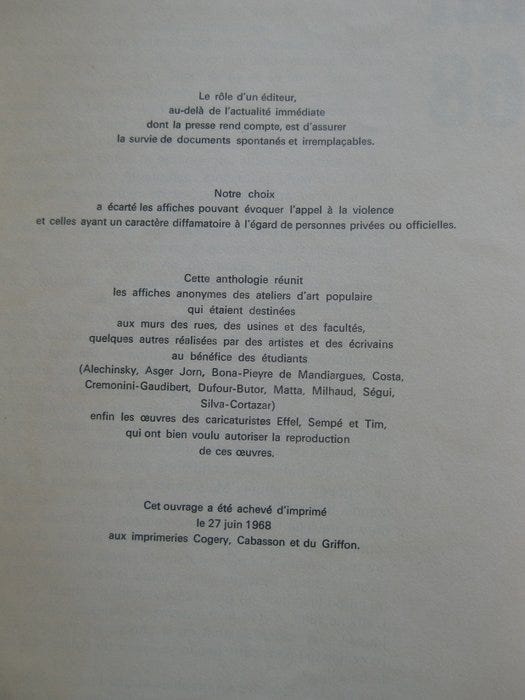 68
Le rôle d'un éditeur,
au-delà de l'actualité immédiate
dont la presse rend compte, est d'assurer
la survie de documents spontanés et irremplaçables.
Notre choix
a écarté les affiches pouvant évoquer l'appel à la violence
et celles ayant un caractère diffamatoire à l'égard de personnes privées ou officielles.
Cette anthologie réunit
les affiches anonymes des ateliers d'art populaire
qui étaient destinées
aux murs des rues, des usines et des facultés,
quelques autres réalisées par des artistes et des écrivains
au bénéfice des étudiants
(Alechinsky, Asger Jorn, Bona-Pieyre de Mandiargues, Costa,
Cremonini-Gaudibert, Dufour-Butor, Matta, Milhaud, Ségui,
Silva-Cortazar)
enfin les œuvres des caricaturistes Effel, Sempé et Tim,
qui ont bien voulu autoriser la reproduction
de ces œuvres.
Cet ouvrage a été achevé d'imprimé
le 27 juin 1968
aux imprimeries Cogery, Cabasson et du Griffon.